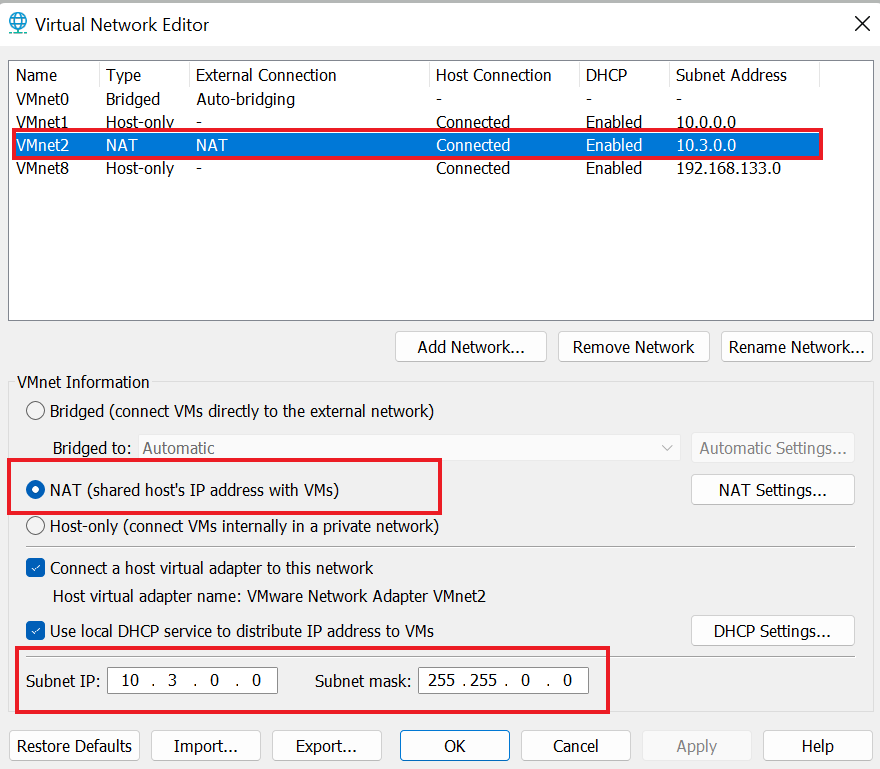 Virtual Network Editor
Name Type External Connection Host Connection DHCP Subnet Address
VMnet0 Bridged Auto-bridging - - -
VMnet1 Host-only - Connected Enabled 10.0.0.0
VMnet2 NAT NAT Connected Enabled 10.3.0.0
VMnet8 Host-only - Connected Enabled 192.168.133.0
Add Network... Remove Network Rename Network...
VMnet Information
Bridged (connect VMs directly to the external network)
Bridged to: Automatic Automatic Settings...
NAT (shared host's IP address with VMs) NAT Settings...
Host-only (connect VMs internally in a private network)
Connect a host virtual adapter to this network
Host virtual adapter name: VMware Network Adapter VMnet2
Use local DHCP service to distribute IP address to VMs DHCP Settings...
Subnet IP: 10 . 3 . 0 . 0 Subnet mask: 255 . 255 . 0 . 0
Restore Defaults Import... Export... OK Cancel Apply Help